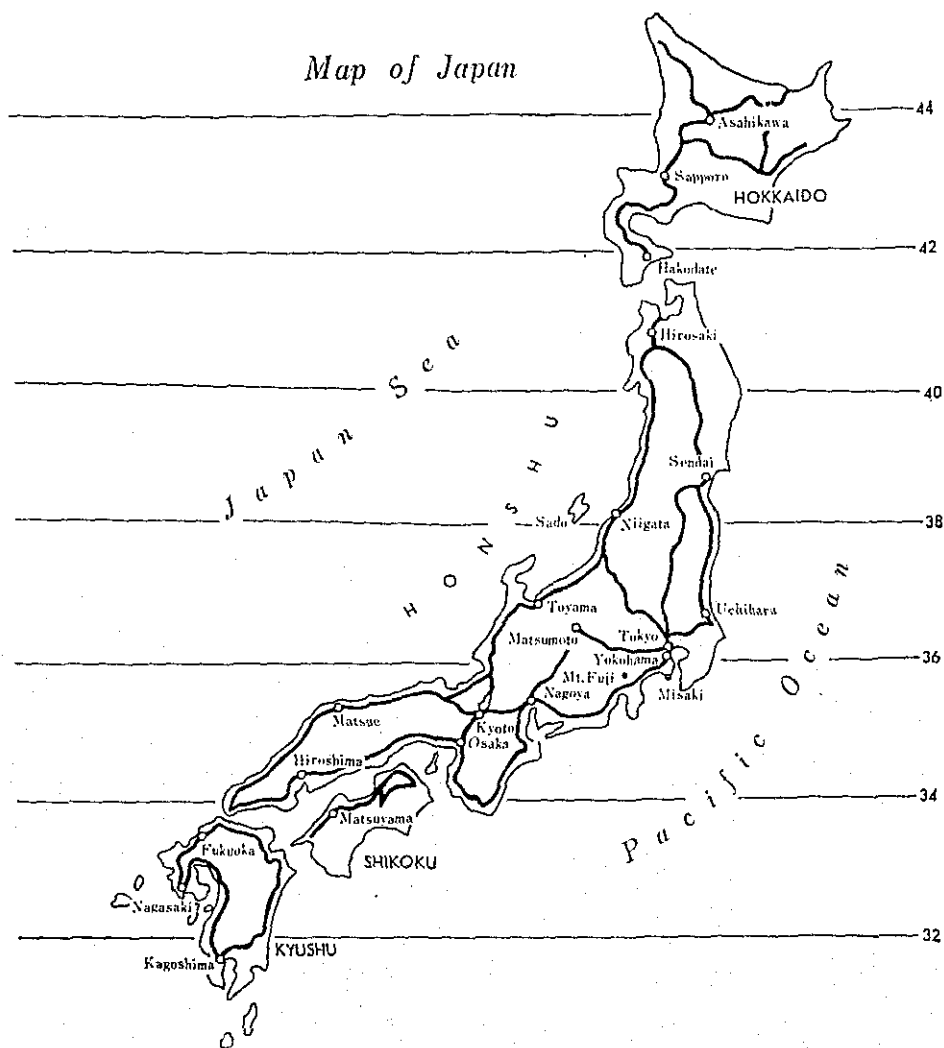 Map of Japan
44
Asahikawa
Sapporo
HOKKAIDO
42
Hakodate
Hirosaki
Japan Sea
40
HONSHU
Sendai
Sado
Niigata
38
Toyama
Uchihara
Matsumoto
Tokyo
Yokohama
36
Mt. Fuji
Misaki
Nagoya
Matsue
Kyoto
Osaka
Pacific Ocean
Hiroshima
34
Matsuyama
Fukuoka
SHIKOKU
Nagasaki
32
KYUSHU
Kagoshima